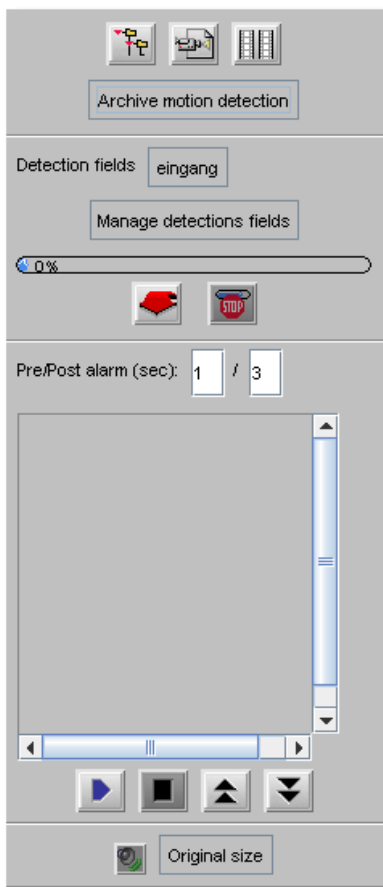 Archive motion detection
Detection fields eingang
Manage detections fields
0%
STOP
Pre/Post alarm (sec): 1 / 3
Original size